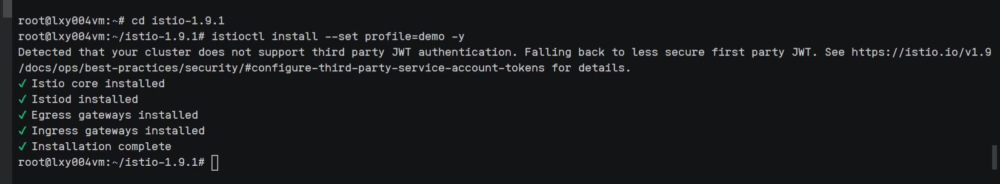 root@lxy004vm:~# cd istio-1.9.1
root@lxy004vm:~/istio-1.9.1# istioctl install --set profile=demo -y
Detected that your cluster does not support third party JWT authentication. Falling back to less secure first party JWT. See https://istio.io/v1.9
/docs/ops/best-practices/security/#configure-third-party-service-account-tokens for details.
✓ Istio core installed
✓ Istiod installed
✓ Egress gateways installed
✓ Ingress gateways installed
✓ Installation complete
root@lxy004vm:~/istio-1.9.1#